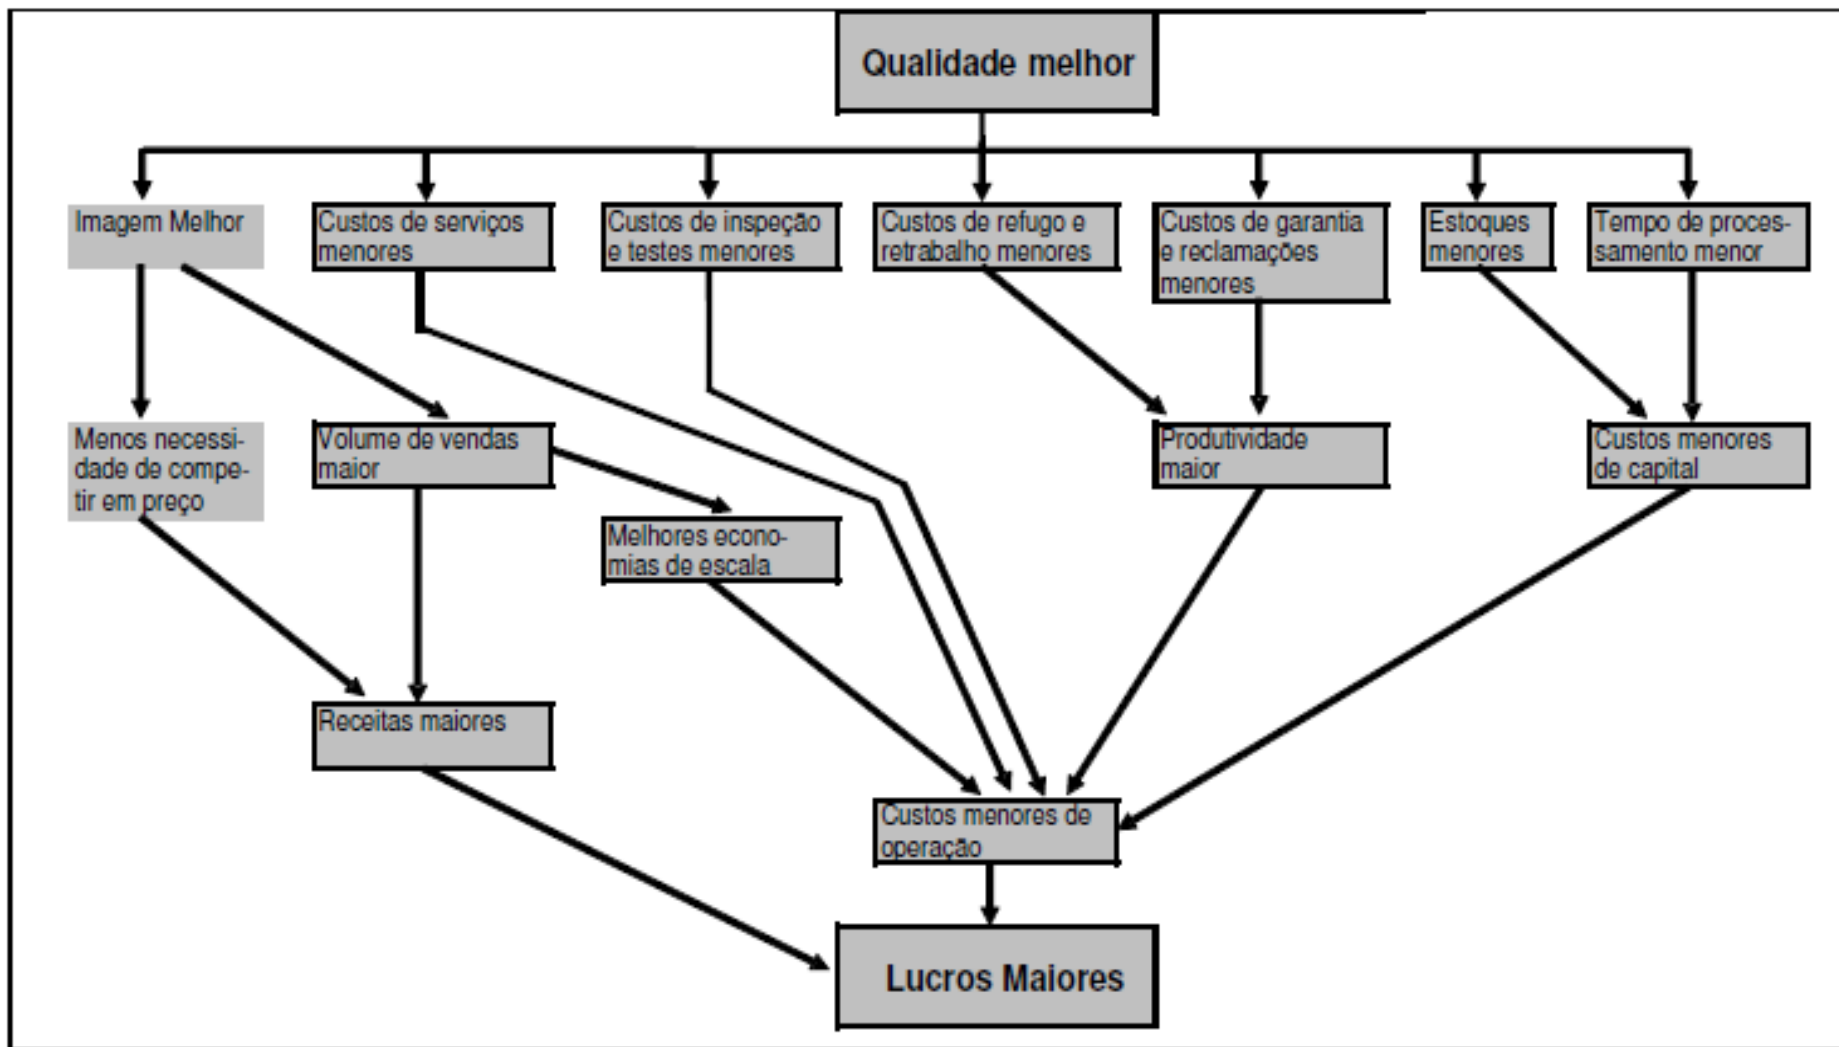 Qualidade melhor
Imagem Melhor
Custos de serviços
menores
Custos de inspeção
e testes menores
Custos de refugo e
retrabalho menores
Custos de garantia
e reclamações
menores
Estoques
menores
Tempo de proces-
samento menor
Menos necessi-
dade de compe-
tir em preço
Volume de vendas
maior
Produtividade
maior
Custos menores
de capital
Melhores econo-
mias de escala
Receitas maiores
Custos menores de
operação
Lucros Maiores